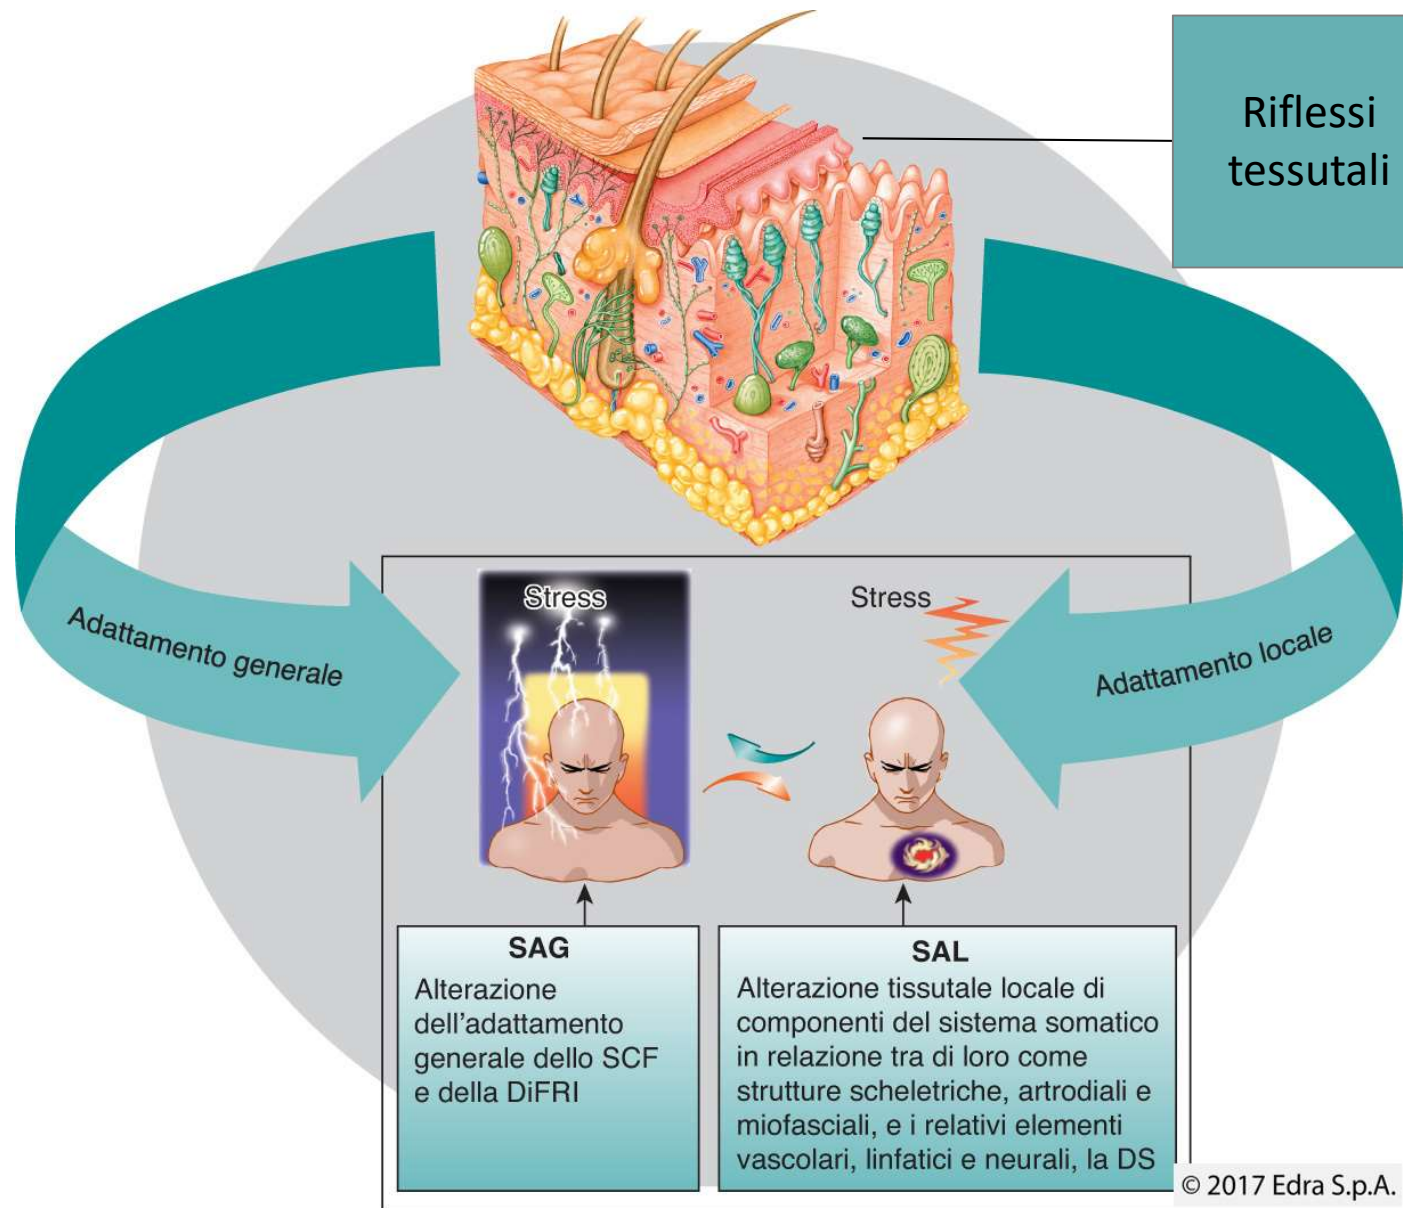 Riflessi
tessutali
Adattamento generale
Adattamento locale
Stress
Stress
SAG
Alterazione
dell'adattamento
generale dello SCF
e della DiFRI
SAL
Alterazione tissutale locale di
componenti del sistema somatico
in relazione tra di loro come
strutture scheletriche, artrodiali e
miofasciali, e i relativi elementi
vascolari, linfatici e neurali, la DS
© 2017 Edra S.p.A.